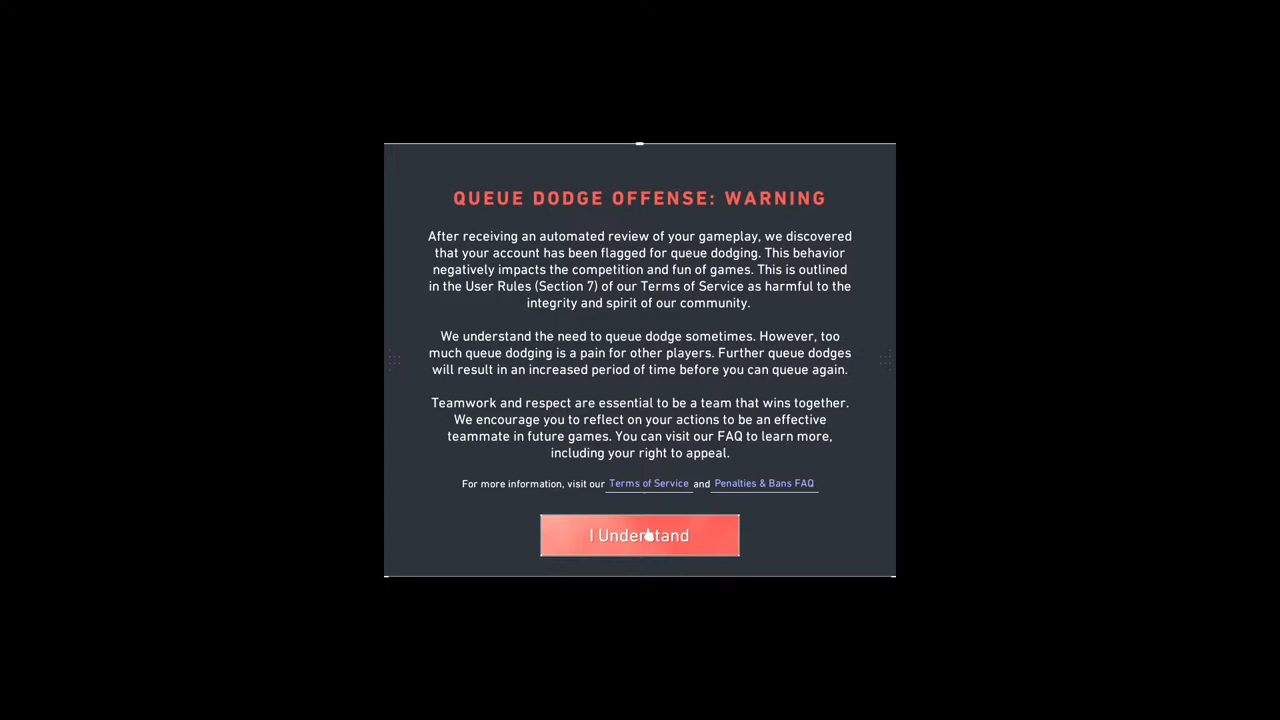 QUEUE DODGE OFFENSE: WARNING
After receiving an automated review of your gameplay, we discovered
that your account has been flagged for queue dodging. This behavior
negatively impacts the competition and fun of games. This is outlined
in the User Rules (Section 7) of our Terms of Service as harmful to the
integrity and spirit of our community.
We understand the need to queue dodge sometimes. However, too
much queue dodging is a pain for other players. Further queue dodges
will result in an increased period of time before you can queue again.
Teamwork and respect are essential to be a team that wins together.
We encourage you to reflect on your actions to be an effective
teammate in future games. You can visit our FAQ to learn more,
including your right to appeal.
For more information, visit our Terms of Service and Penalties & Bans FAQ
I Understand